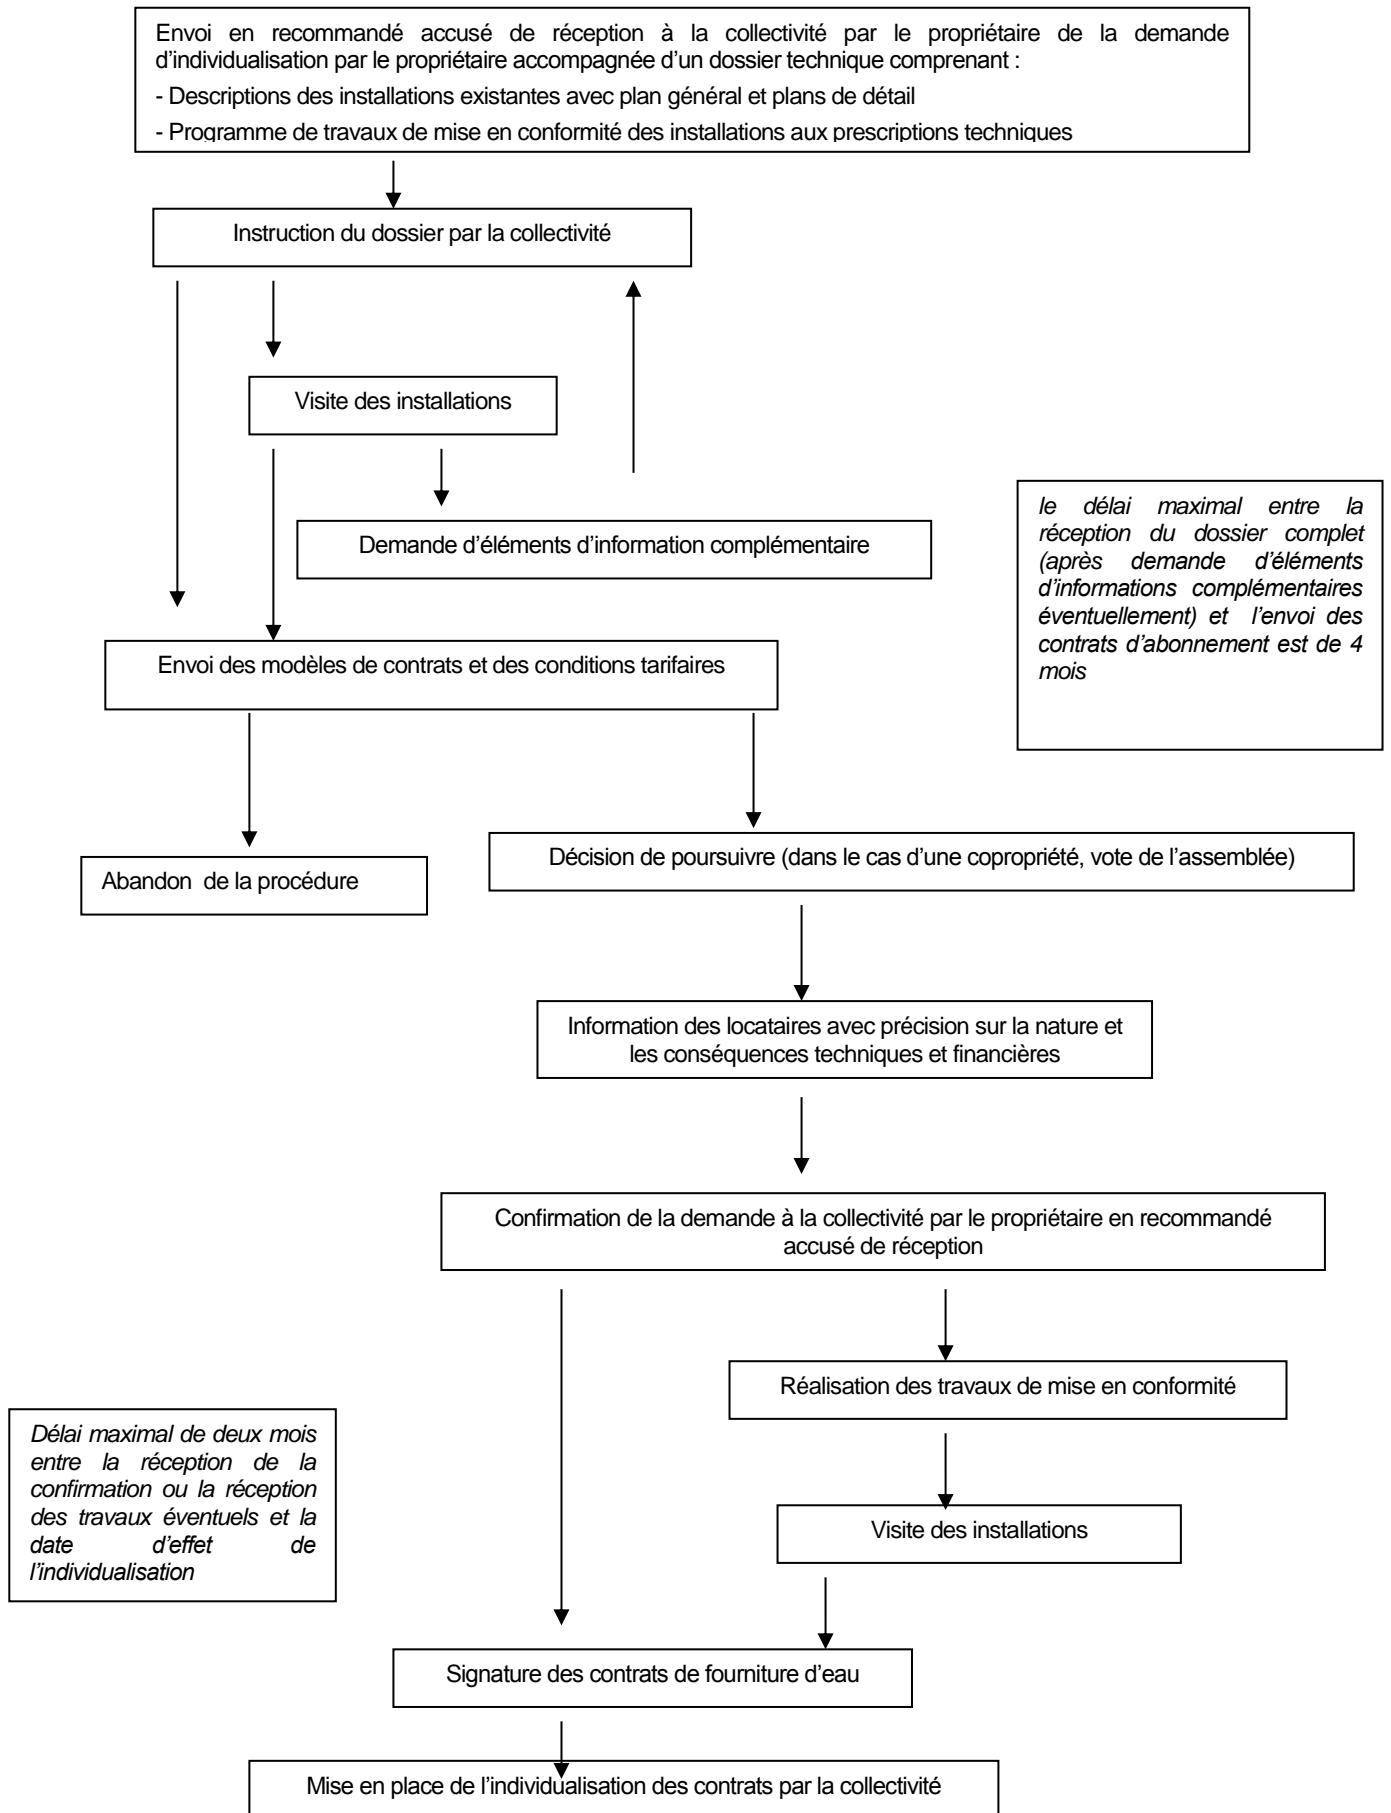 Envoi en recommandé accusé de réception à la collectivité par le propriétaire de la demande
d’individualisation par le propriétaire accompagnée d’un dossier technique comprenant :
- Descriptions des installations existantes avec plan général et plans de détail
- Programme de travaux de mise en conformité des installations aux prescriptions techniques
Instruction du dossier par la collectivité
Visite des installations
Demande d’éléments d’information complémentaire
le délai maximal entre la
réception du dossier complet
(après demande d’éléments
d’informations complémentaires
éventuellement) et l’envoi des
contrats d’abonnement est de 4
mois
Envoi des modèles de contrats et des conditions tarifaires
Abandon de la procédure
Décision de poursuivre (dans le cas d’une copropriété, vote de l’assemblée)
Information des locataires avec précision sur la nature et
les conséquences techniques et financières
Confirmation de la demande à la collectivité par le propriétaire en recommandé
accusé de réception
Réalisation des travaux de mise en conformité
Délai maximal de deux mois
entre la réception de la
confirmation ou la réception
des travaux éventuels et la
date d’effet de
l’individualisation
Visite des installations
Signature des contrats de fourniture d’eau
Mise en place de l’individualisation des contrats par la collectivité